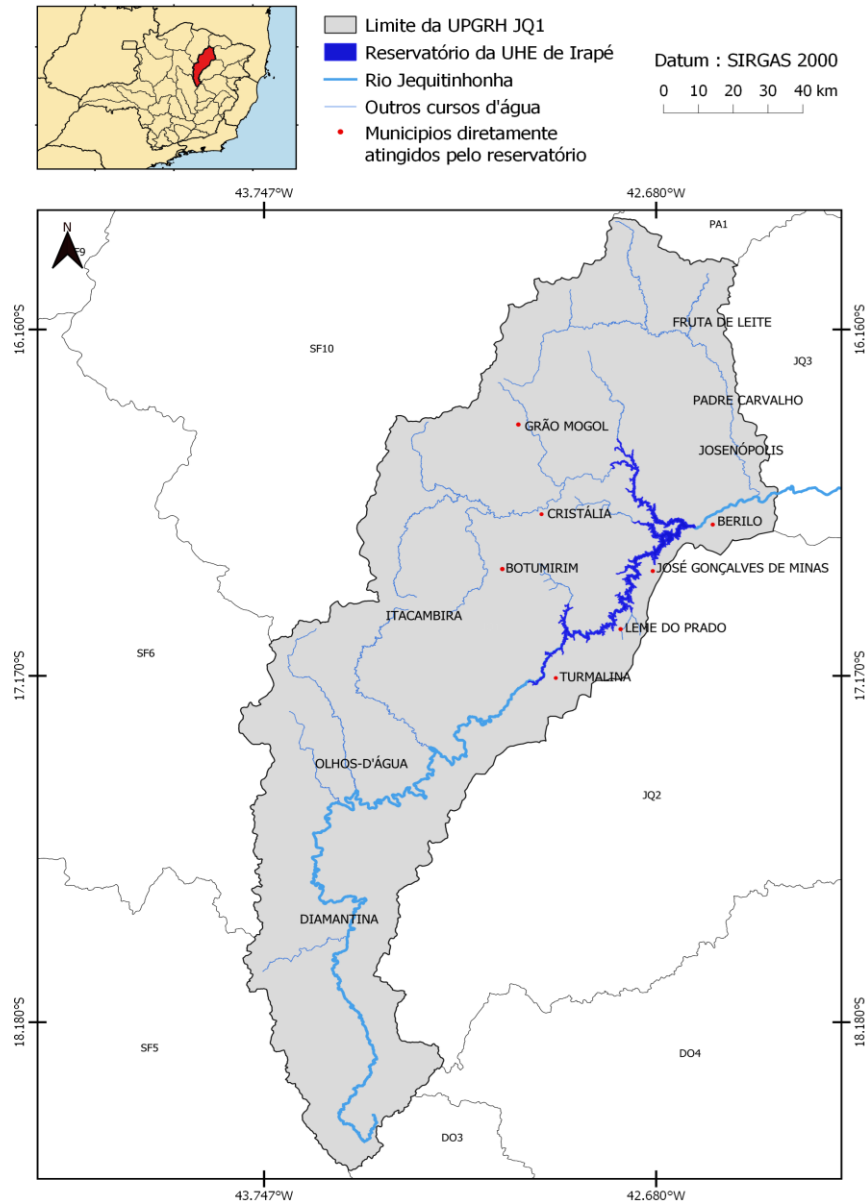 Limite da UPGRH JQ1
Reservatório da UHE de Irapé
Rio Jequitinhonha
Outros cursos d'água
Municipios diretamente
atingidos pelo reservatório
Datum : SIRGAS 2000
0 10 20 30 40 km
43.747°W 42.680°W
N
PA1
F9
16.160°S 16.160°S
FRUTA DE LEITE
SF10
JQ3
PADRE CARVALHO
GRÃO MOGOL
JOSENÓPOLIS
CRISTÁLIA
BERILO
BOTUMIRIM
JOSÉ GONÇALVES DE MINAS
ITACAMBIRA
LEME DO PRADO
SF6
17.170°S 17.170°S
TURMALINA
OLHOS-D'ÁGUA
JQ2
DIAMANTINA
18.180°S 18.180°S
SF5
DO4
DO3
43.747°W 42.680°W